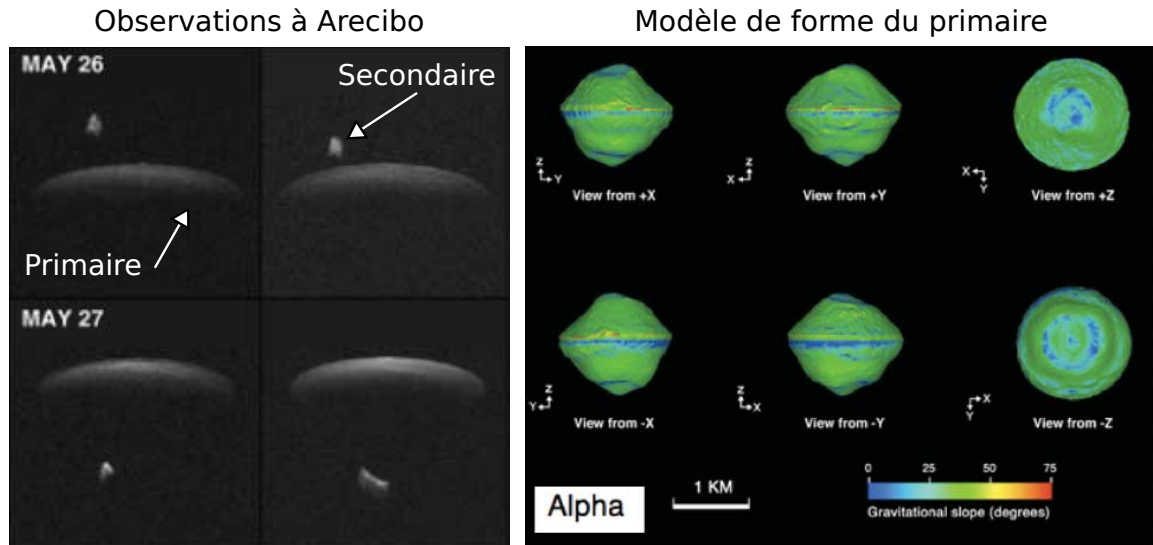 Observations à Arecibo
MAY 26
Secondaire
Primaire
MAY 27
Modèle de forme du primaire
Z
Y
View from +X
Z
X
View from +Y
X
Y
View from +Z
Z
Y
View from -X
Z
X
View from -Y
X
Y
View from -Z
Alpha
1 KM
0 25 50 75
Gravitational slope (degrees)